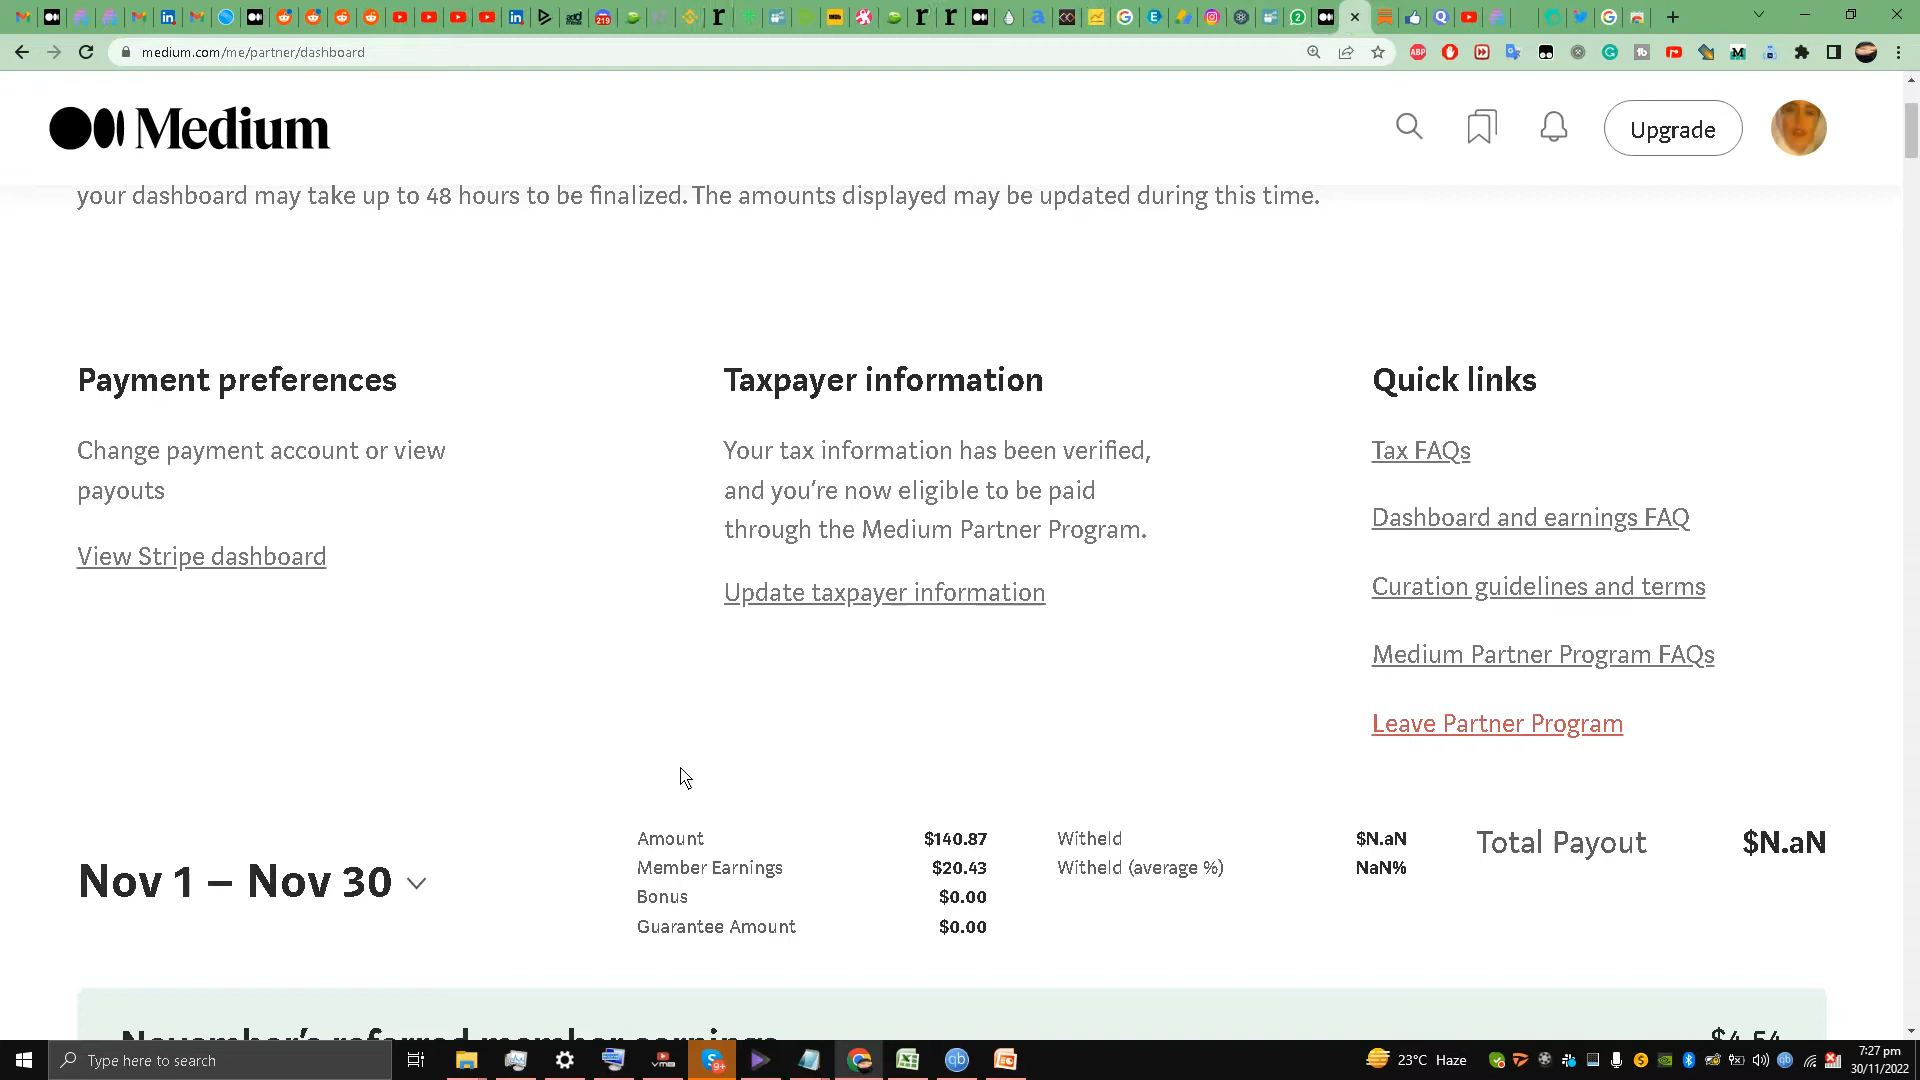 medium.com/me/partner/dashboard
Medium
Upgrade
your dashboard may take up to 48 hours to be finalized. The amounts displayed may be updated during this time.
Payment preferences
Change payment account or view
payouts
View Stripe dashboard
Taxpayer information
Your tax information has been verified,
and you're now eligible to be paid
through the Medium Partner Program.
Update taxpayer information
Quick links
Tax FAQs
Dashboard and earnings FAQ
Curation guidelines and terms
Medium Partner Program FAQs
Leave Partner Program
Nov 1 – Nov 30
Amount $140.87
Member Earnings $20.43
Bonus $0.00
Guarantee Amount $0.00
Witheld $N.aN
Witheld (average %) NaN%
Total Payout $N.aN
November's referred member earnings $4.54
Type here to search
23°C Haze
7:27 pm
30/11/2022